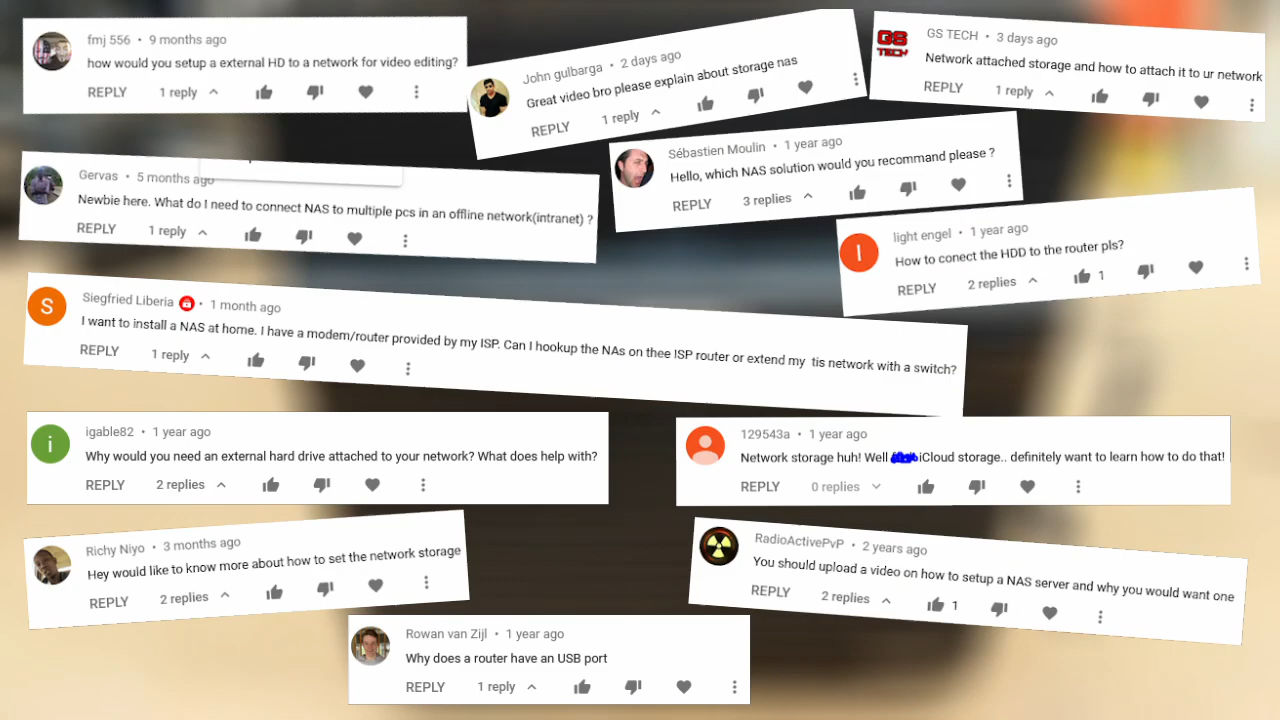 fmj 556 • 9 months ago
how would you setup a external HD to a network for video editing?
REPLY 1 reply
John gulbarga • 2 days ago
Great video bro please explain about storage nas
REPLY 1 reply
GS TECH
GS TECH • 3 days ago
Network attached storage and how to attach it to ur network
REPLY 1 reply
Gervas • 5 months ago
Newbie here. What do I need to connect NAS to multiple pcs in an offline network(intranet) ?
REPLY 1 reply
Sébastien Moulin • 1 year ago
Hello, which NAS solution would you recommand please ?
REPLY 3 replies
l
light engel • 1 year ago
How to conect the HDD to the router pls?
REPLY 2 replies 1
S
Siegfried Liberia • 1 month ago
I want to install a NAS at home. I have a modem/router provided by my ISP. Can I hookup the NAs on thee ISP router or extend my tis network with a switch?
REPLY 1 reply
i
igable82 • 1 year ago
Why would you need an external hard drive attached to your network? What does help with?
REPLY 2 replies
129543a • 1 year ago
Network storage huh! Well iCloud storage.. definitely want to learn how to do that!
REPLY 0 replies
Richy Niyo • 3 months ago
Hey would like to know more about how to set the network storage
REPLY 2 replies
RadioActivePvP • 2 years ago
You should upload a video on how to setup a NAS server and why you would want one
REPLY 2 replies 1
Rowan van Zijl • 1 year ago
Why does a router have an USB port
REPLY 1 reply